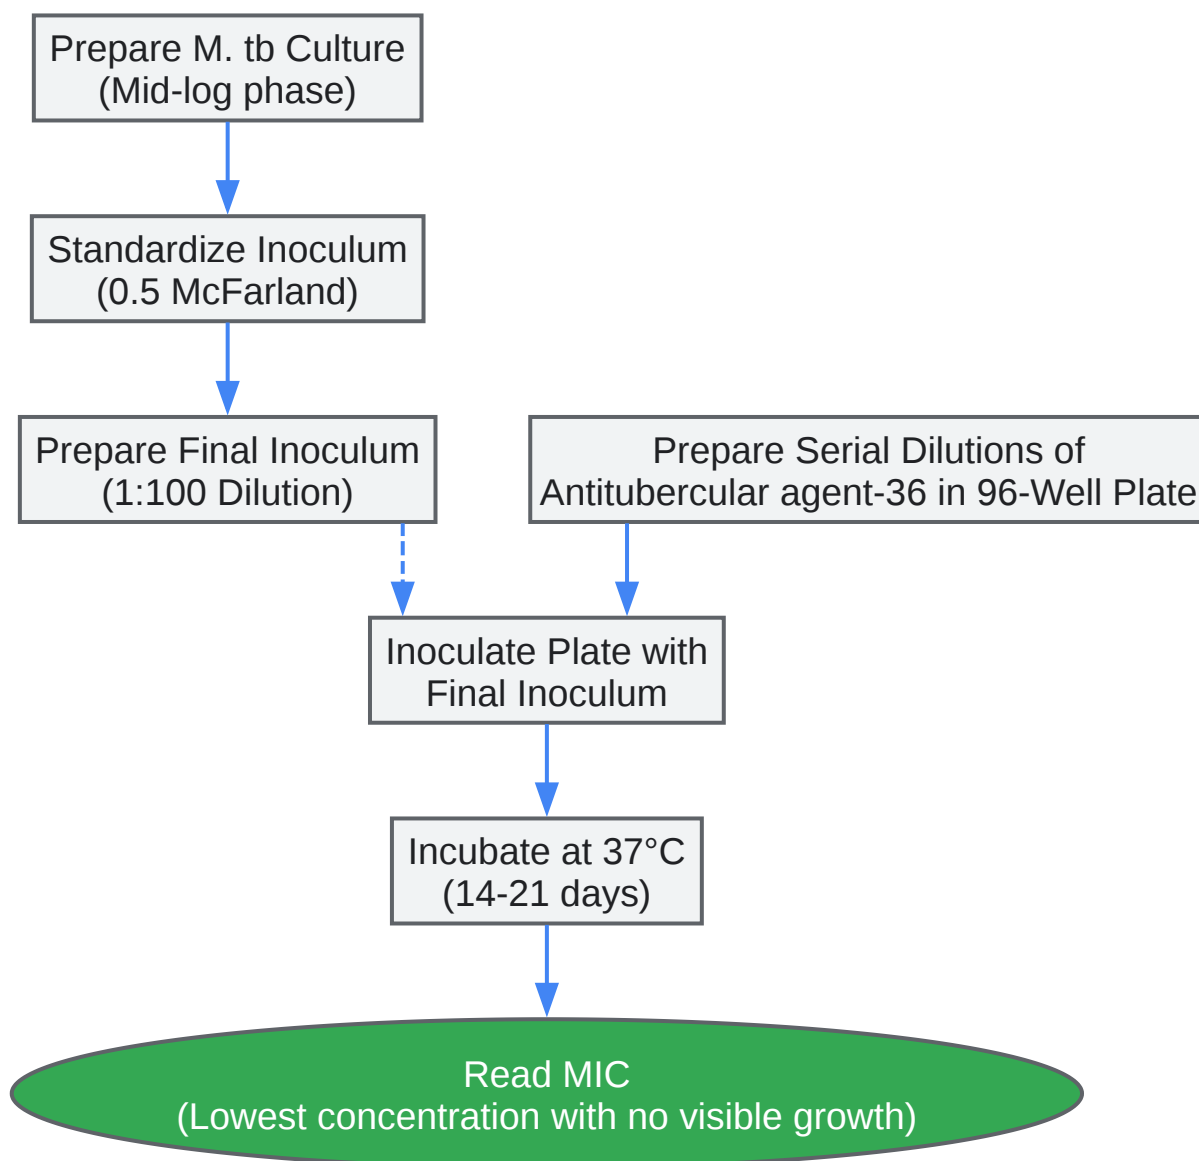 Prepare M. tb Culture
(Mid-log phase)
Standardize Inoculum
(0.5 McFarland)
Prepare Final Inoculum
(1:100 Dilution)
Prepare Serial Dilutions of
Antitubercular agent-36 in 96-Well Plate
Inoculate Plate with
Final Inoculum
Incubate at 37°C
(14-21 days)
Read MIC
(Lowest concentration with no visible growth)